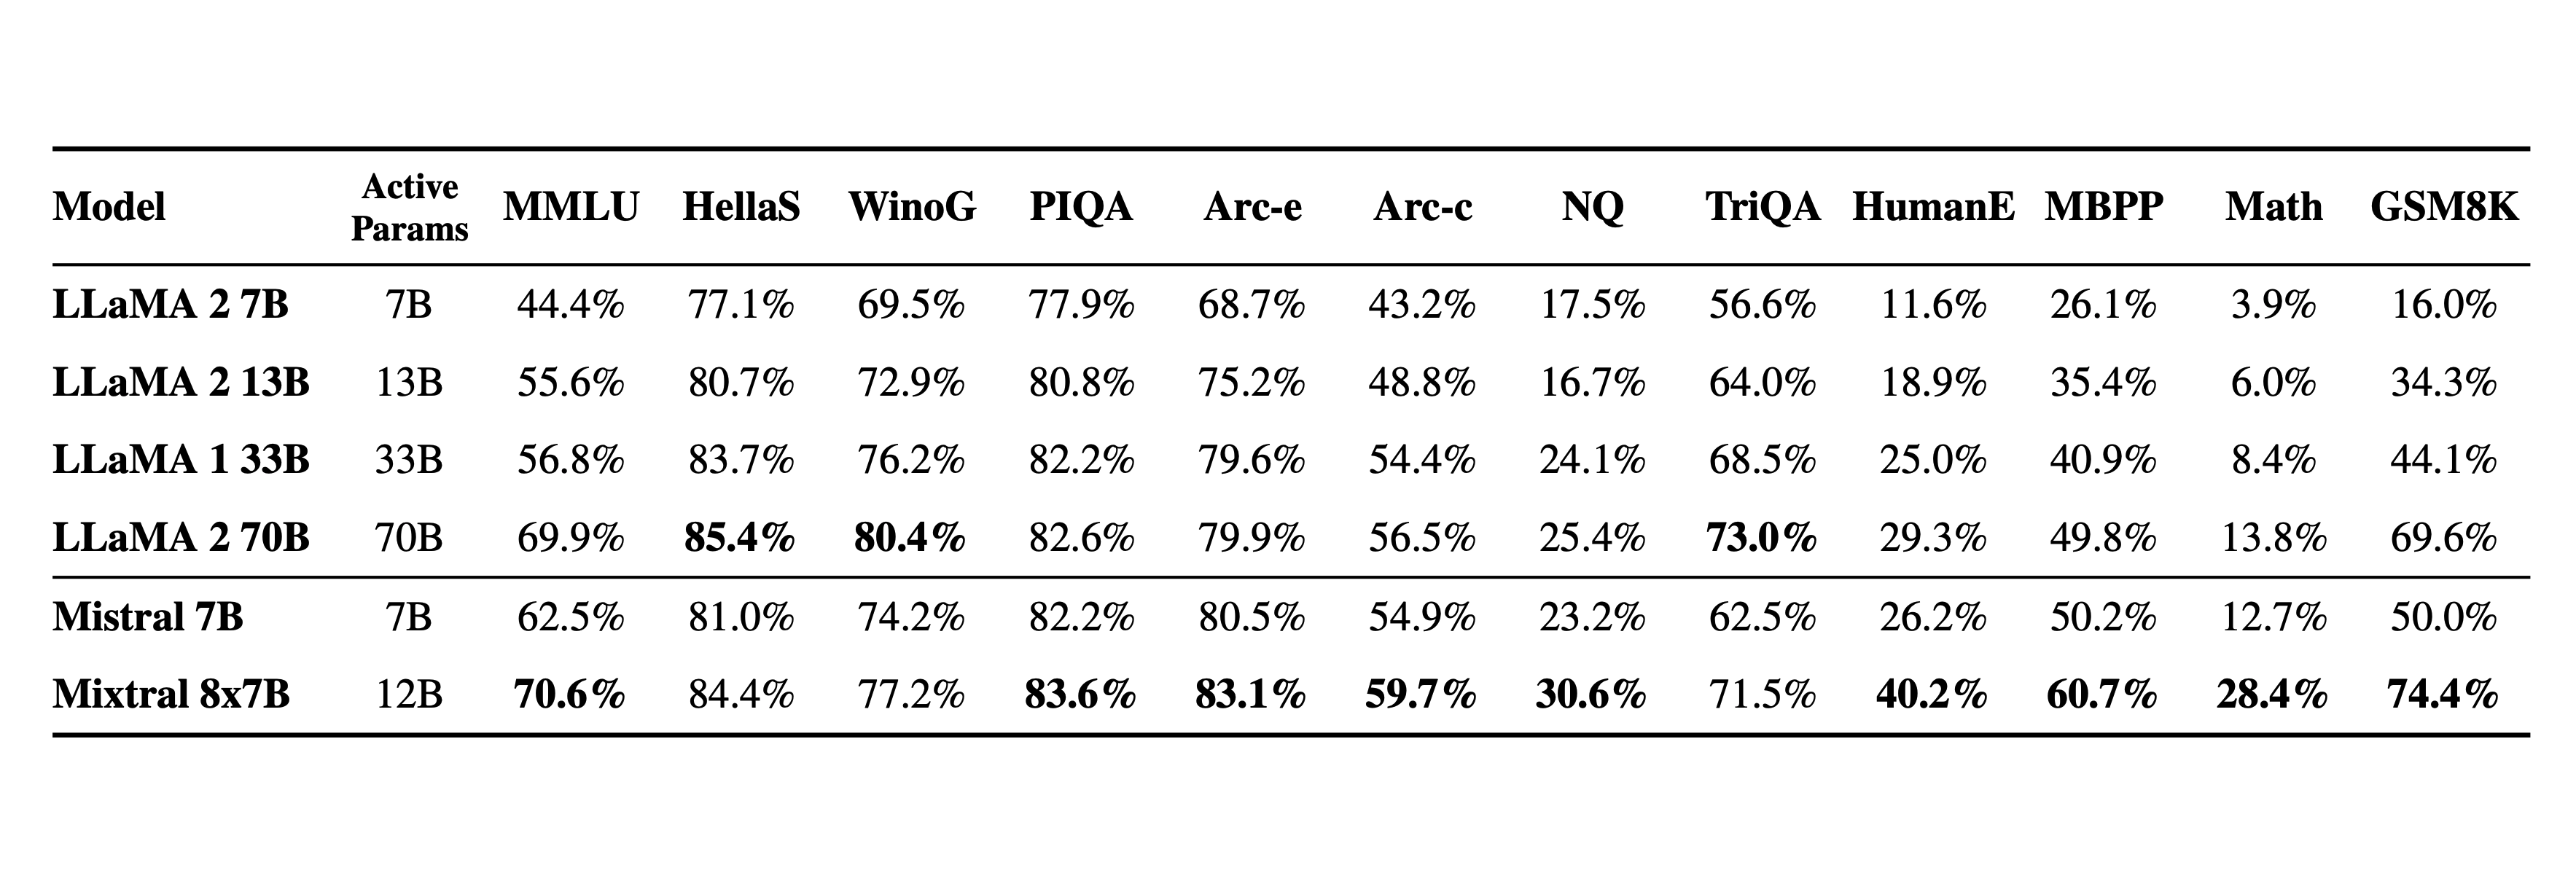 Model Active Params MMLU HellaS WinoG PIQA Arc-e Arc-c NQ TriQA HumanE MBPP Math GSM8K
LLaMA 2 7B 7B 44.4% 77.1% 69.5% 77.9% 68.7% 43.2% 17.5% 56.6% 11.6% 26.1% 3.9% 16.0%
LLaMA 2 13B 13B 55.6% 80.7% 72.9% 80.8% 75.2% 48.8% 16.7% 64.0% 18.9% 35.4% 6.0% 34.3%
LLaMA 1 33B 33B 56.8% 83.7% 76.2% 82.2% 79.6% 54.4% 24.1% 68.5% 25.0% 40.9% 8.4% 44.1%
LLaMA 2 70B 70B 69.9% 85.4% 80.4% 82.6% 79.9% 56.5% 25.4% 73.0% 29.3% 49.8% 13.8% 69.6%
Mistral 7B 7B 62.5% 81.0% 74.2% 82.2% 80.5% 54.9% 23.2% 62.5% 26.2% 50.2% 12.7% 50.0%
Mixtral 8x7B 12B 70.6% 84.4% 77.2% 83.6% 83.1% 59.7% 30.6% 71.5% 40.2% 60.7% 28.4% 74.4%